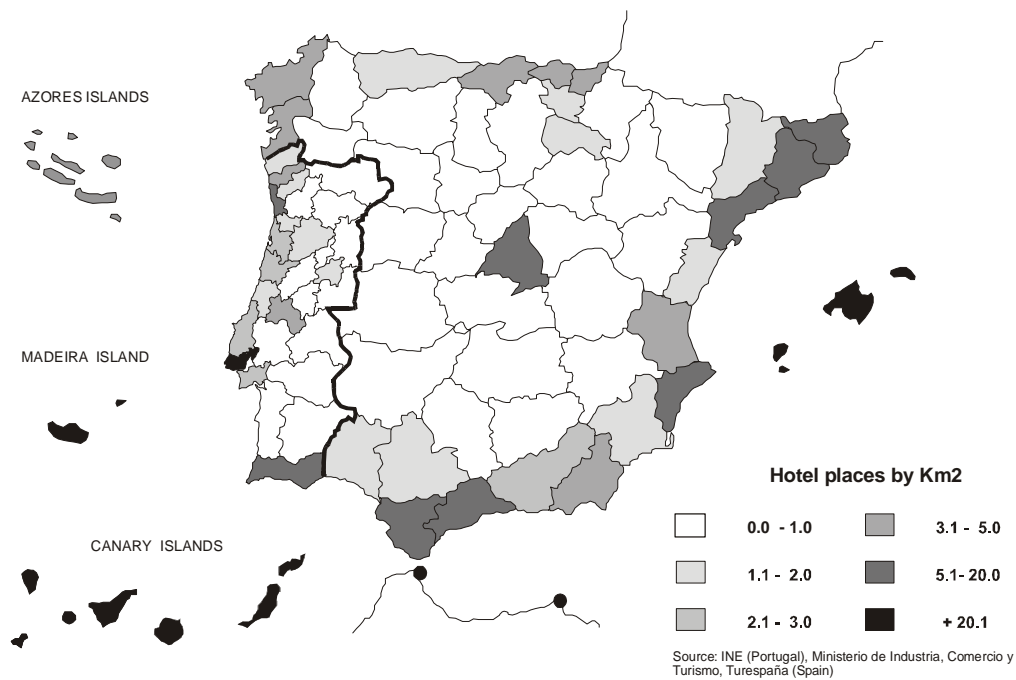 AZORES ISLANDS
MADEIRA ISLAND
CANARY ISLANDS
Hotel places by Km2
0.0 - 1.0
3.1 - 5.0
1.1 - 2.0
5.1- 20.0
2.1 - 3.0
+ 20.1
Source: INE (Portugal), Ministerio de Industria, Comercio y
Turismo, Turespaña (Spain)